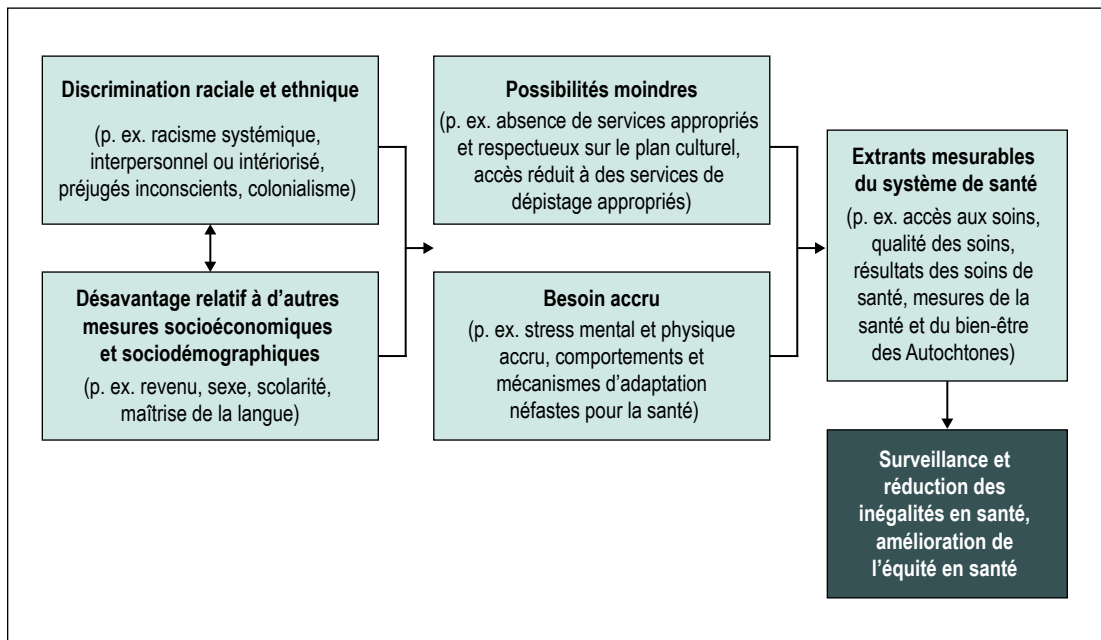 Discrimination raciale et ethnique
(p. ex. racisme systémique,
interpersonnel ou intériorisé,
préjugés inconscients, colonialisme)
Désavantage relatif à d’autres
mesures socioéconomiques
et sociodémographiques
(p. ex. revenu, sexe, scolarité,
maîtrise de la langue)
Possibilités moindres
(p. ex. absence de services appropriés
et respectueux sur le plan culturel,
accès réduit à des services de
dépistage appropriés)
Besoin accru
(p. ex. stress mental et physique
accru, comportements et
mécanismes d’adaptation
néfastes pour la santé)
Extrants mesurables
du système de santé
(p. ex. accès aux soins,
qualité des soins,
résultats des soins de
santé, mesures de la
santé et du bien-être
des Autochtones)
Surveillance et
réduction des
inégalités en santé,
amélioration de
l’équité en santé